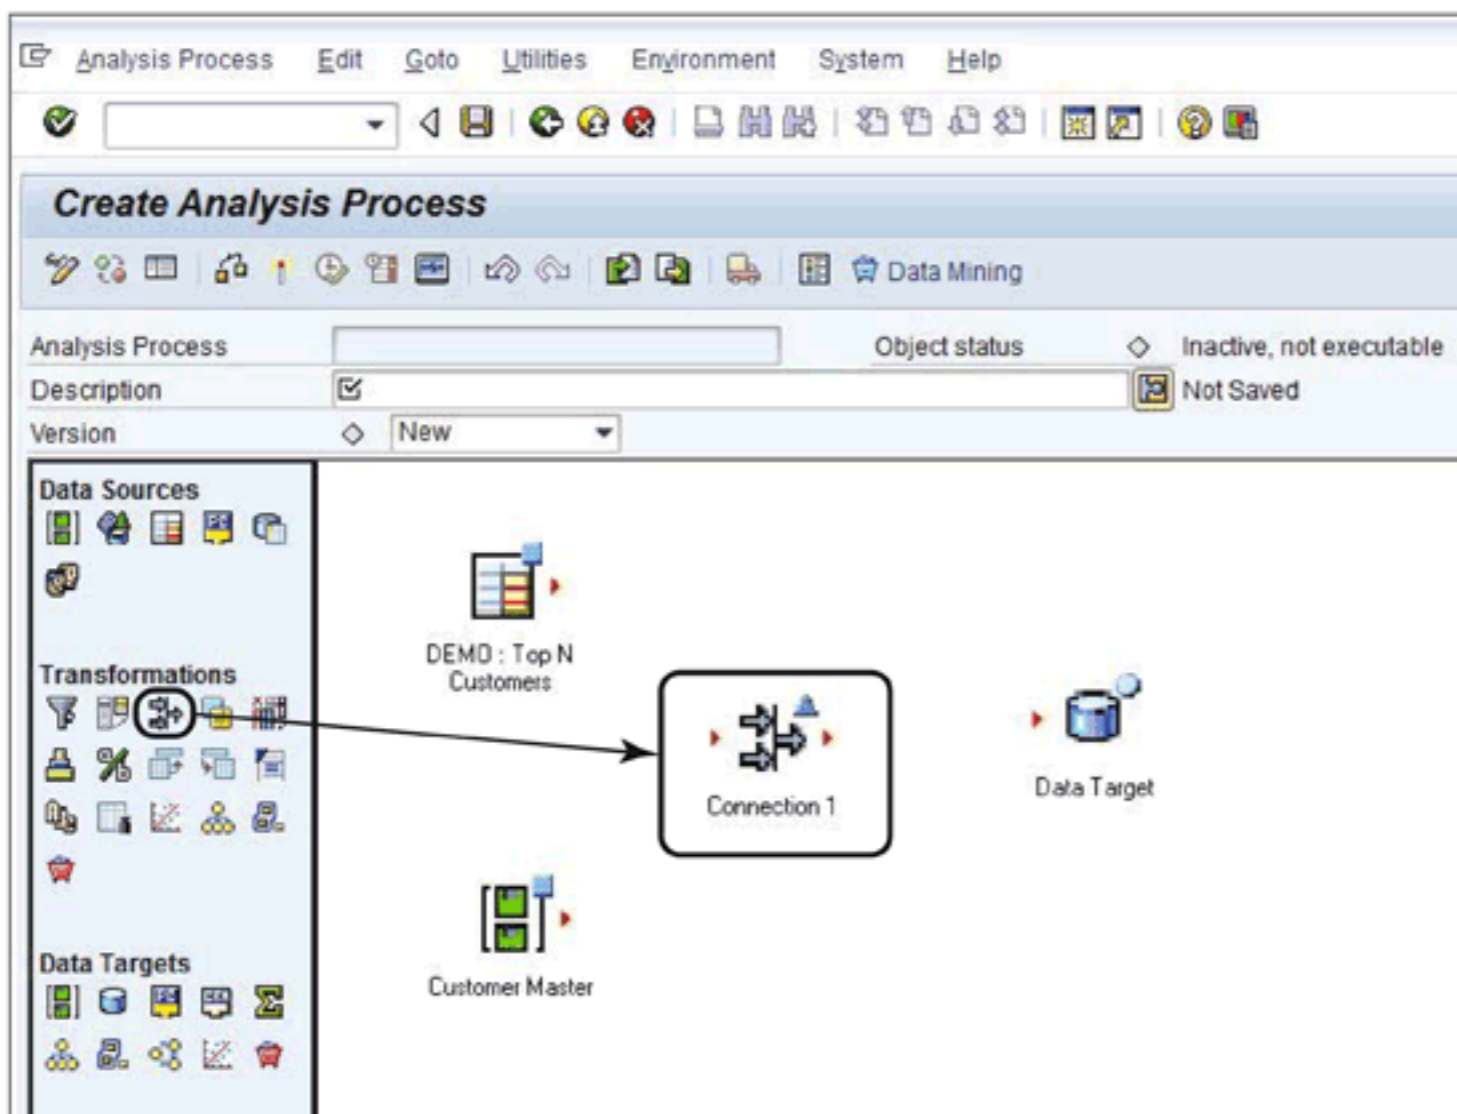 Analysis Process Edit Goto Utilities Environment System Help
Create Analysis Process
Data Mining
Analysis Process Object status Inactive, not executable
Description Not Saved
Version New
Data Sources
DEMO : Top N
Customers
Transformations
Connection 1
Data Target
Customer Master
Data Targets